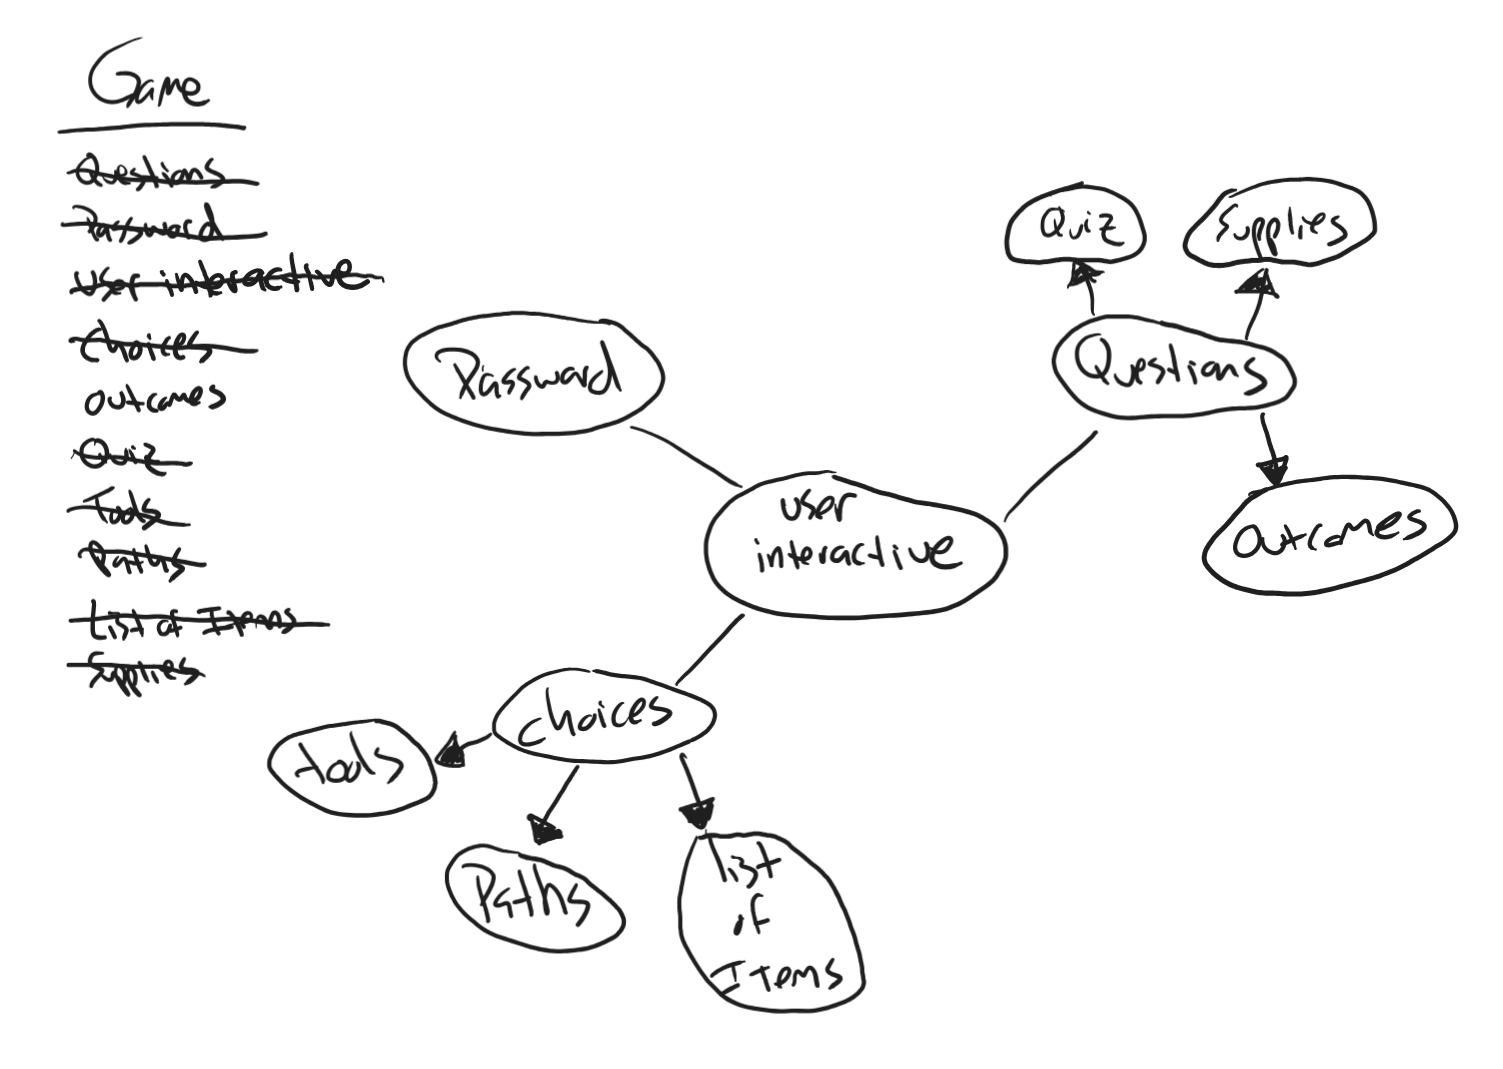 Game
Questions
Password
User interactive
Choices
outcomes
Quiz
Tools
Paths
List of Items
Supplies
Quiz
Supplies
Password
Questions
user
interactive
outcomes
choices
tools
Paths
list
of
Items